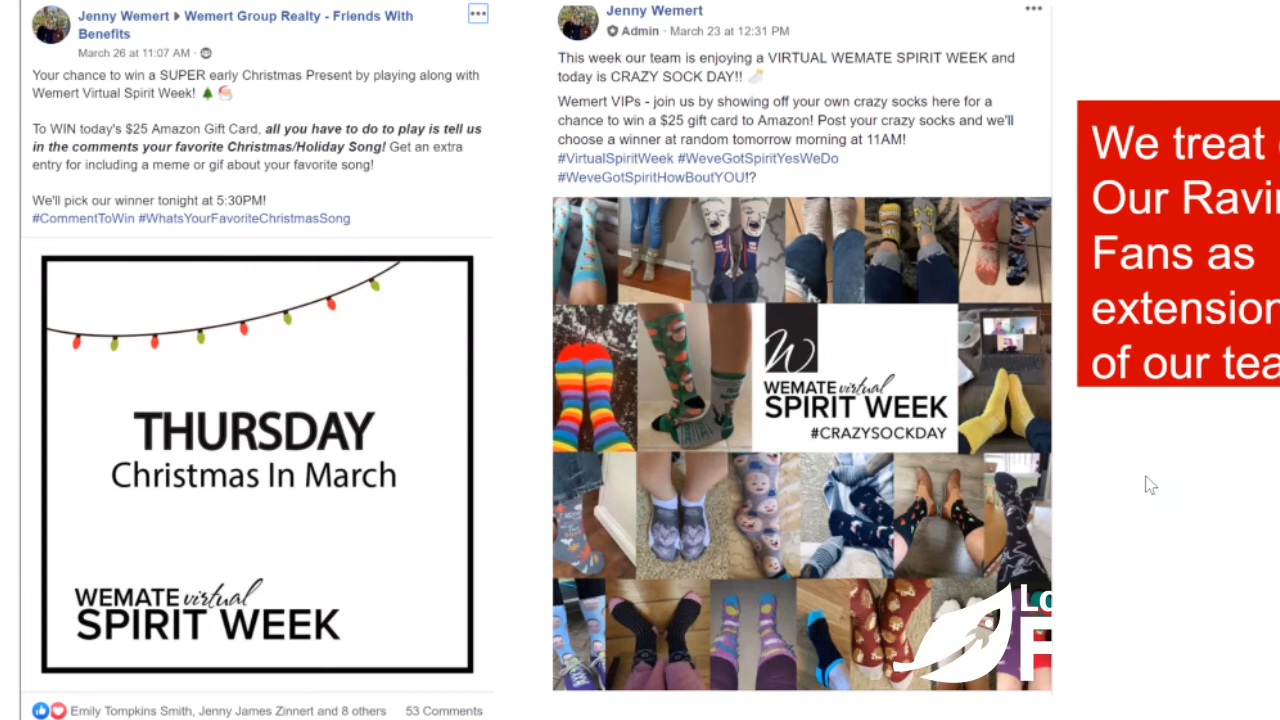 Jenny Wemert ▸ Wemert Group Realty - Friends With
Benefits
March 26 at 11:07 AM ·
Your chance to win a SUPER early Christmas Present by playing along with
Wemert Virtual Spirit Week! 🎄🎅
To WIN today's $25 Amazon Gift Card, all you have to do to play is tell us
in the comments your favorite Christmas/Holiday Song! Get an extra
entry for including a meme or gif about your favorite song!
We'll pick our winner tonight at 5:30PM!
#CommentToWin #WhatsYourFavoriteChristmasSong
THURSDAY
Christmas In March
WEMATE virtual
SPIRIT WEEK
Emily Tompkins Smith, Jenny James Zinnert and 8 others 53 Comments
Jenny Wemert
Admin · March 23 at 12:31 PM
This week our team is enjoying a VIRTUAL WEMATE SPIRIT WEEK and
today is CRAZY SOCK DAY!! 🧦
Wemert VIPs - join us by showing off your own crazy socks here for a
chance to win a $25 gift card to Amazon! Post your crazy socks and we'll
choose a winner at random tomorrow morning at 11AM!
#VirtualSpiritWeek #WeveGotSpiritYesWeDo
#WeveGotSpiritHowBoutYOU!?
W
WEMATE virtual
SPIRIT WEEK
#CRAZYSOCKDAY
We treat
Our Ravi
Fans as
extension
of our tea
Lo
F